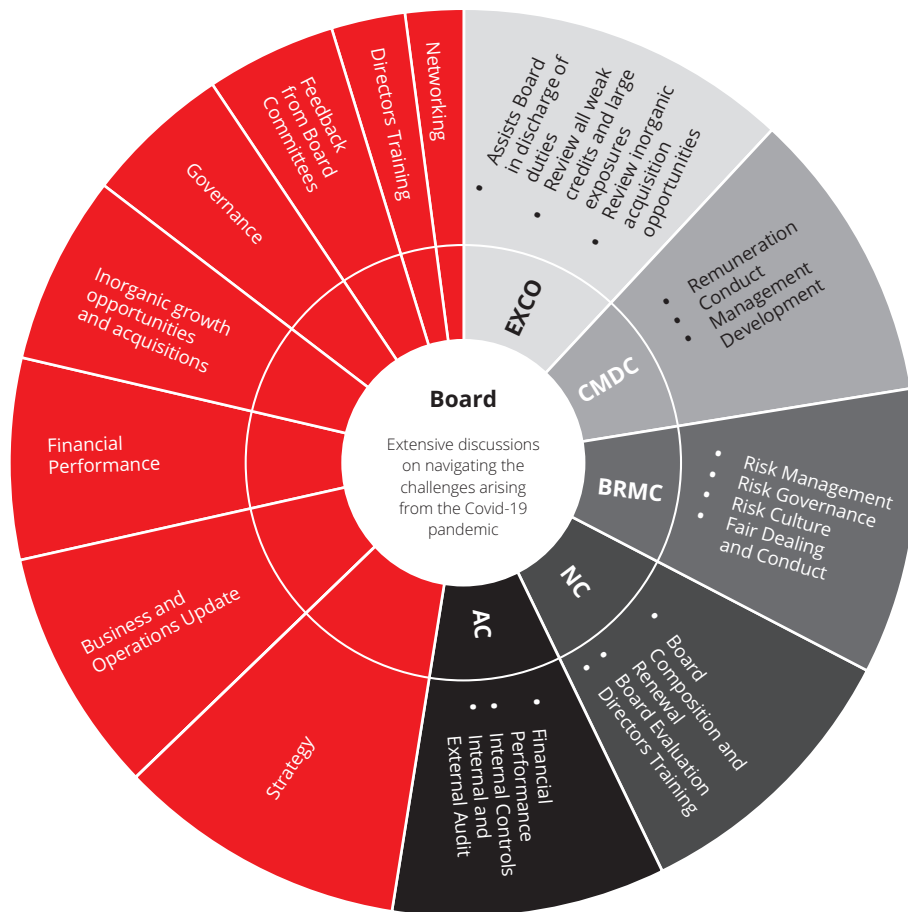 Board
Extensive discussions
on navigating the
challenges arising
from the Covid-19
pandemic
EXCO
• Assists Board
in discharge of
duties
• Review all weak
credits and large
exposures
• Review inorganic
acquisition
opportunities
CMDC
• Remuneration
• Conduct
• Management
Development
BRMC
• Risk Management
• Risk Governance
• Risk Culture
• Fair Dealing
and Conduct
NC
• Board
Composition and
Renewal
• Board Evaluation
• Directors Training
AC
• Financial
Performance
• Internal Controls
• Internal and
External Audit
Strategy
Business and
Operations Update
Financial
Performance
Inorganic growth
opportunities
and acquisitions
Governance
Feedback
from Board
Committees
Directors Training
Networking